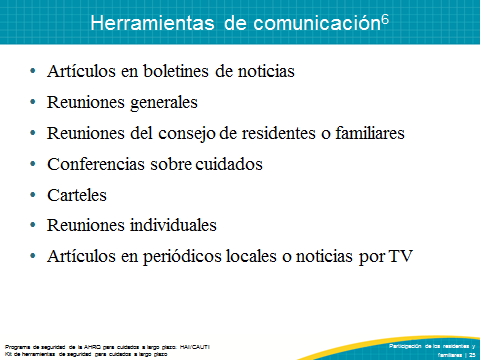 Herramientas de comunicación6
• Artículos en boletines de noticias
• Reuniones generales
• Reuniones del consejo de residentes o familiares
• Conferencias sobre cuidados
• Carteles
• Reuniones individuales
• Artículos en periódicos locales o noticias por TV
Programa de seguridad de la AHRQ para cuidados a largo plazo: HAI/CAUTI
Kit de herramientas de seguridad para cuidados a largo plazo
Participación de los residentes y
familiares | 25